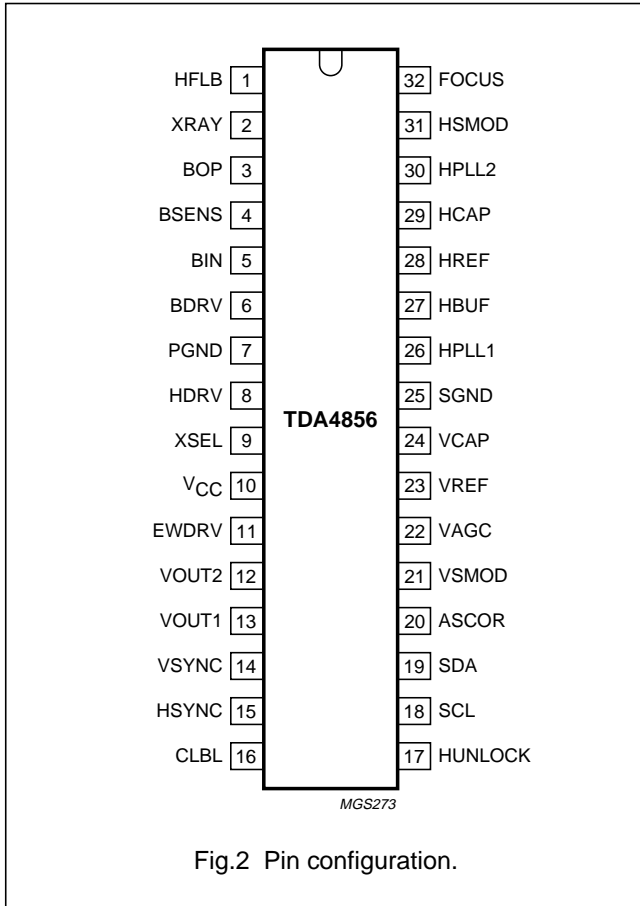 HFLB 1 32 FOCUS
XRAY 2 31 HSMOD
BOP 3 30 HPLL2
BSENS 4 29 HCAP
BIN 5 28 HREF
BDRV 6 27 HBUF
PGND 7 26 HPLL1
HDRV 8 25 SGND
TDA4856
XSEL 9 24 VCAP
VCC 10 23 VREF
EWDRV 11 22 VAGC
VOUT2 12 21 VSMOD
VOUT1 13 20 ASCOR
VSYNC 14 19 SDA
HSYNC 15 18 SCL
CLBL 16 17 HUNLOCK
MGS273
Fig.2 Pin configuration.